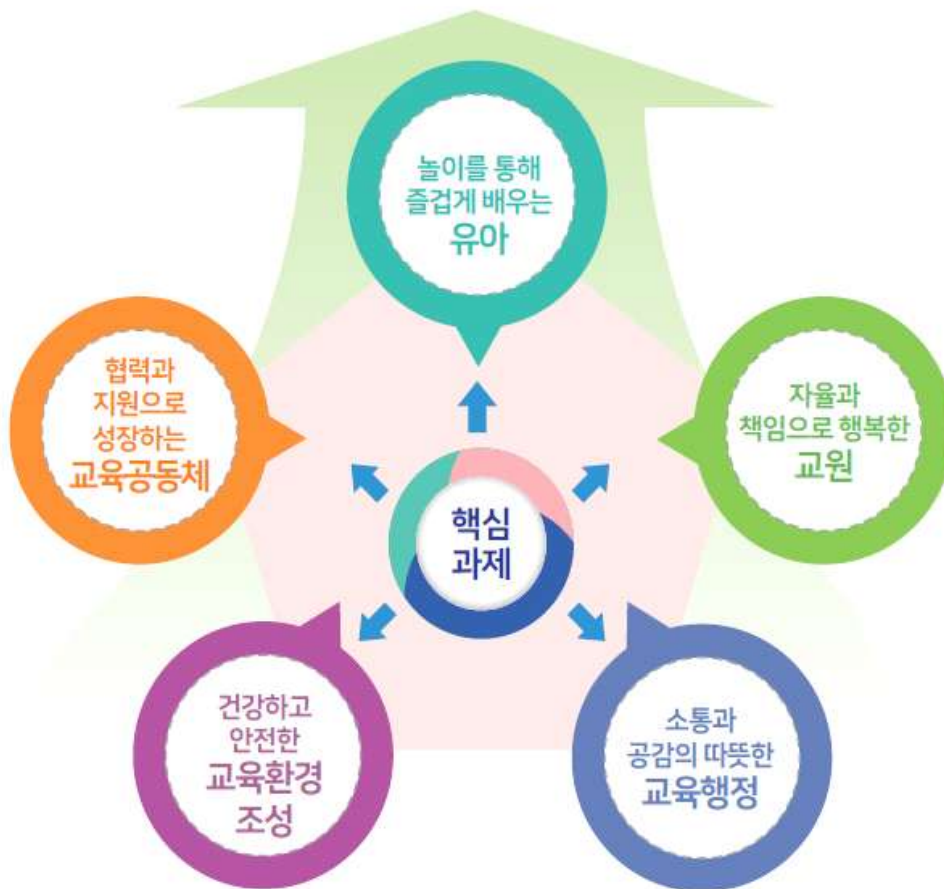 놀이를 통해
즐겁게 배우는
유아
협력과
지원으로
성장하는
교육공동체
자율과
책임으로 행복한
교원
핵심
과제
건강하고
안전한
교육환경
조성
소통과
공감의 따뜻한
교육행정